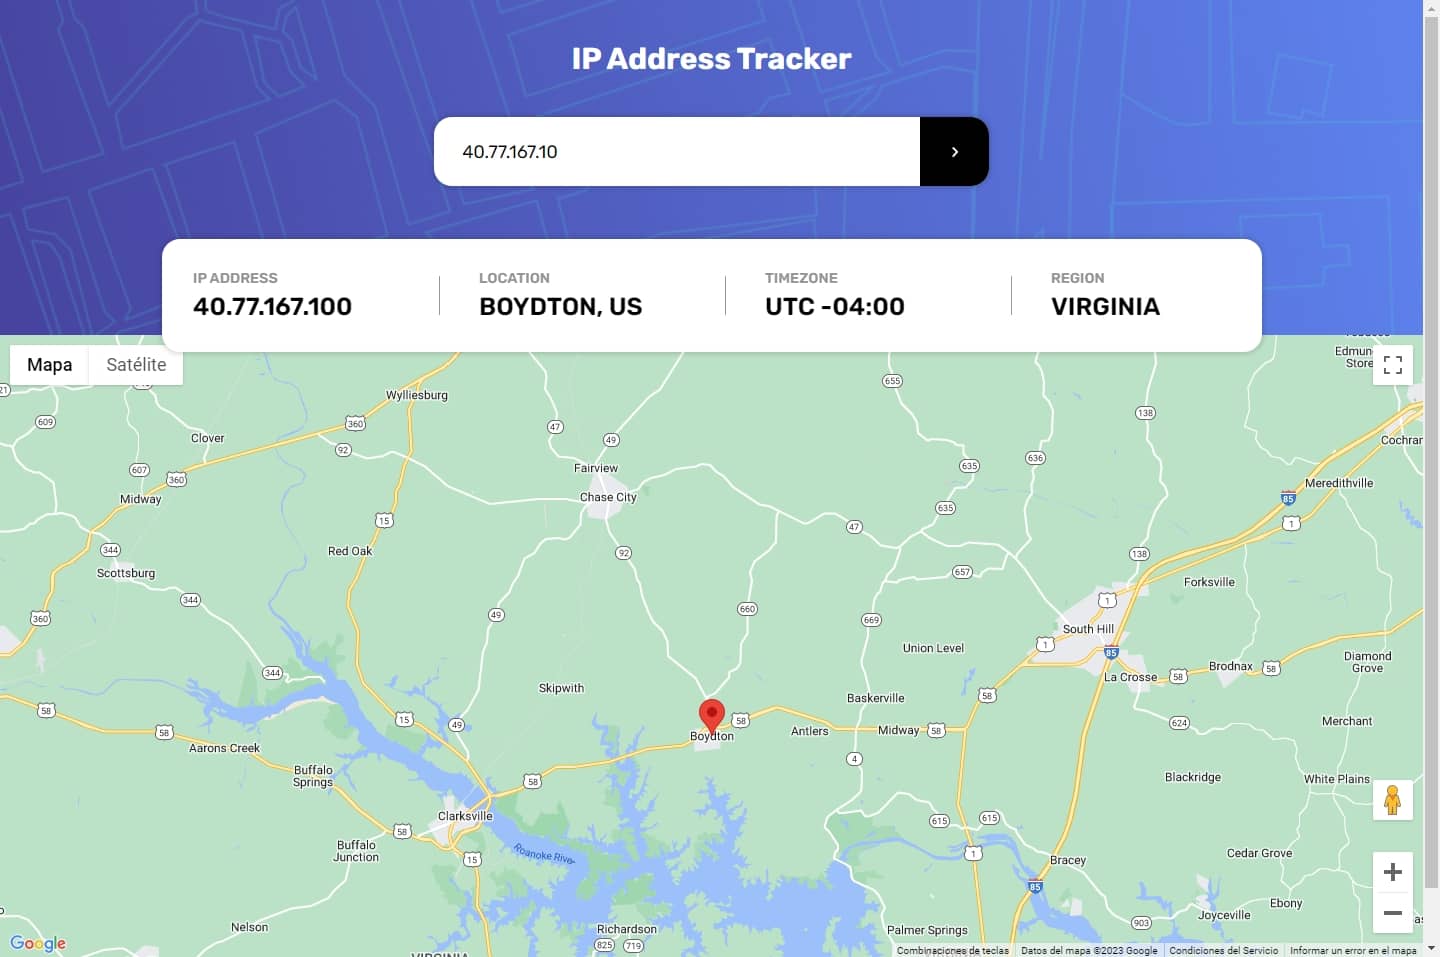 IP Address Tracker
40.77.167.10
IP ADDRESS
40.77.167.100
LOCATION
BOYDTON, US
TIMEZONE
UTC -04:00
REGION
VIRGINIA
Mapa
Satélite
Wylliesburg
360
655
138
21
609
Clover
92
47
49
Cochran
607
360
Midway
Fairview
635
636
Meredithville
Chase City
85
15
635
47
1
344
Red Oak
92
138
Scottsburg
657
Forksville
344
49
660
669
1
360
South Hill
Union Level
1
85
Diamond
Grove
344
Brodnax
58
La Crosse
58
Skipwith
Baskerville
58
58
15
49
58
624
Merchant
58
Boydton
Antlers
Midway
58
Aarons Creek
4
Buffalo
Springs
58
Blackridge
White Plains
Clarksville
615
615
58
Buffalo
Junction
15
Roanoke River
1
Bracey
Cedar Grove
85
Ebony
Nelson
Richardson
Palmer Springs
903
Joyceville
825
719
VIRGINIA
Google
Combinaciones de teclas
Datos del mapa ©2023 Google
Condiciones del Servicio
Informar un error en el mapa